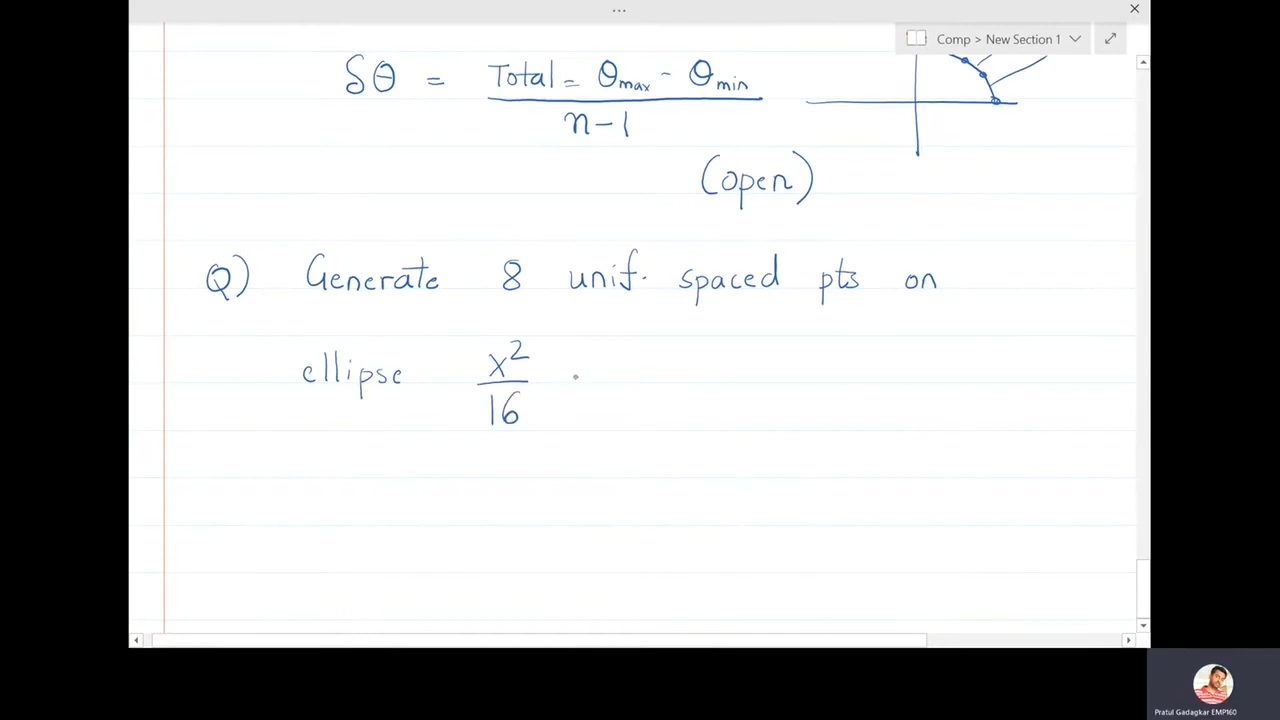 Comp > New Section 1
δθ = Total = θmax - θmin / n-1
(open)
Q) Generate 8 unif. spaced pts on
ellipse x²/16
Pratul Gadagkar EMP160